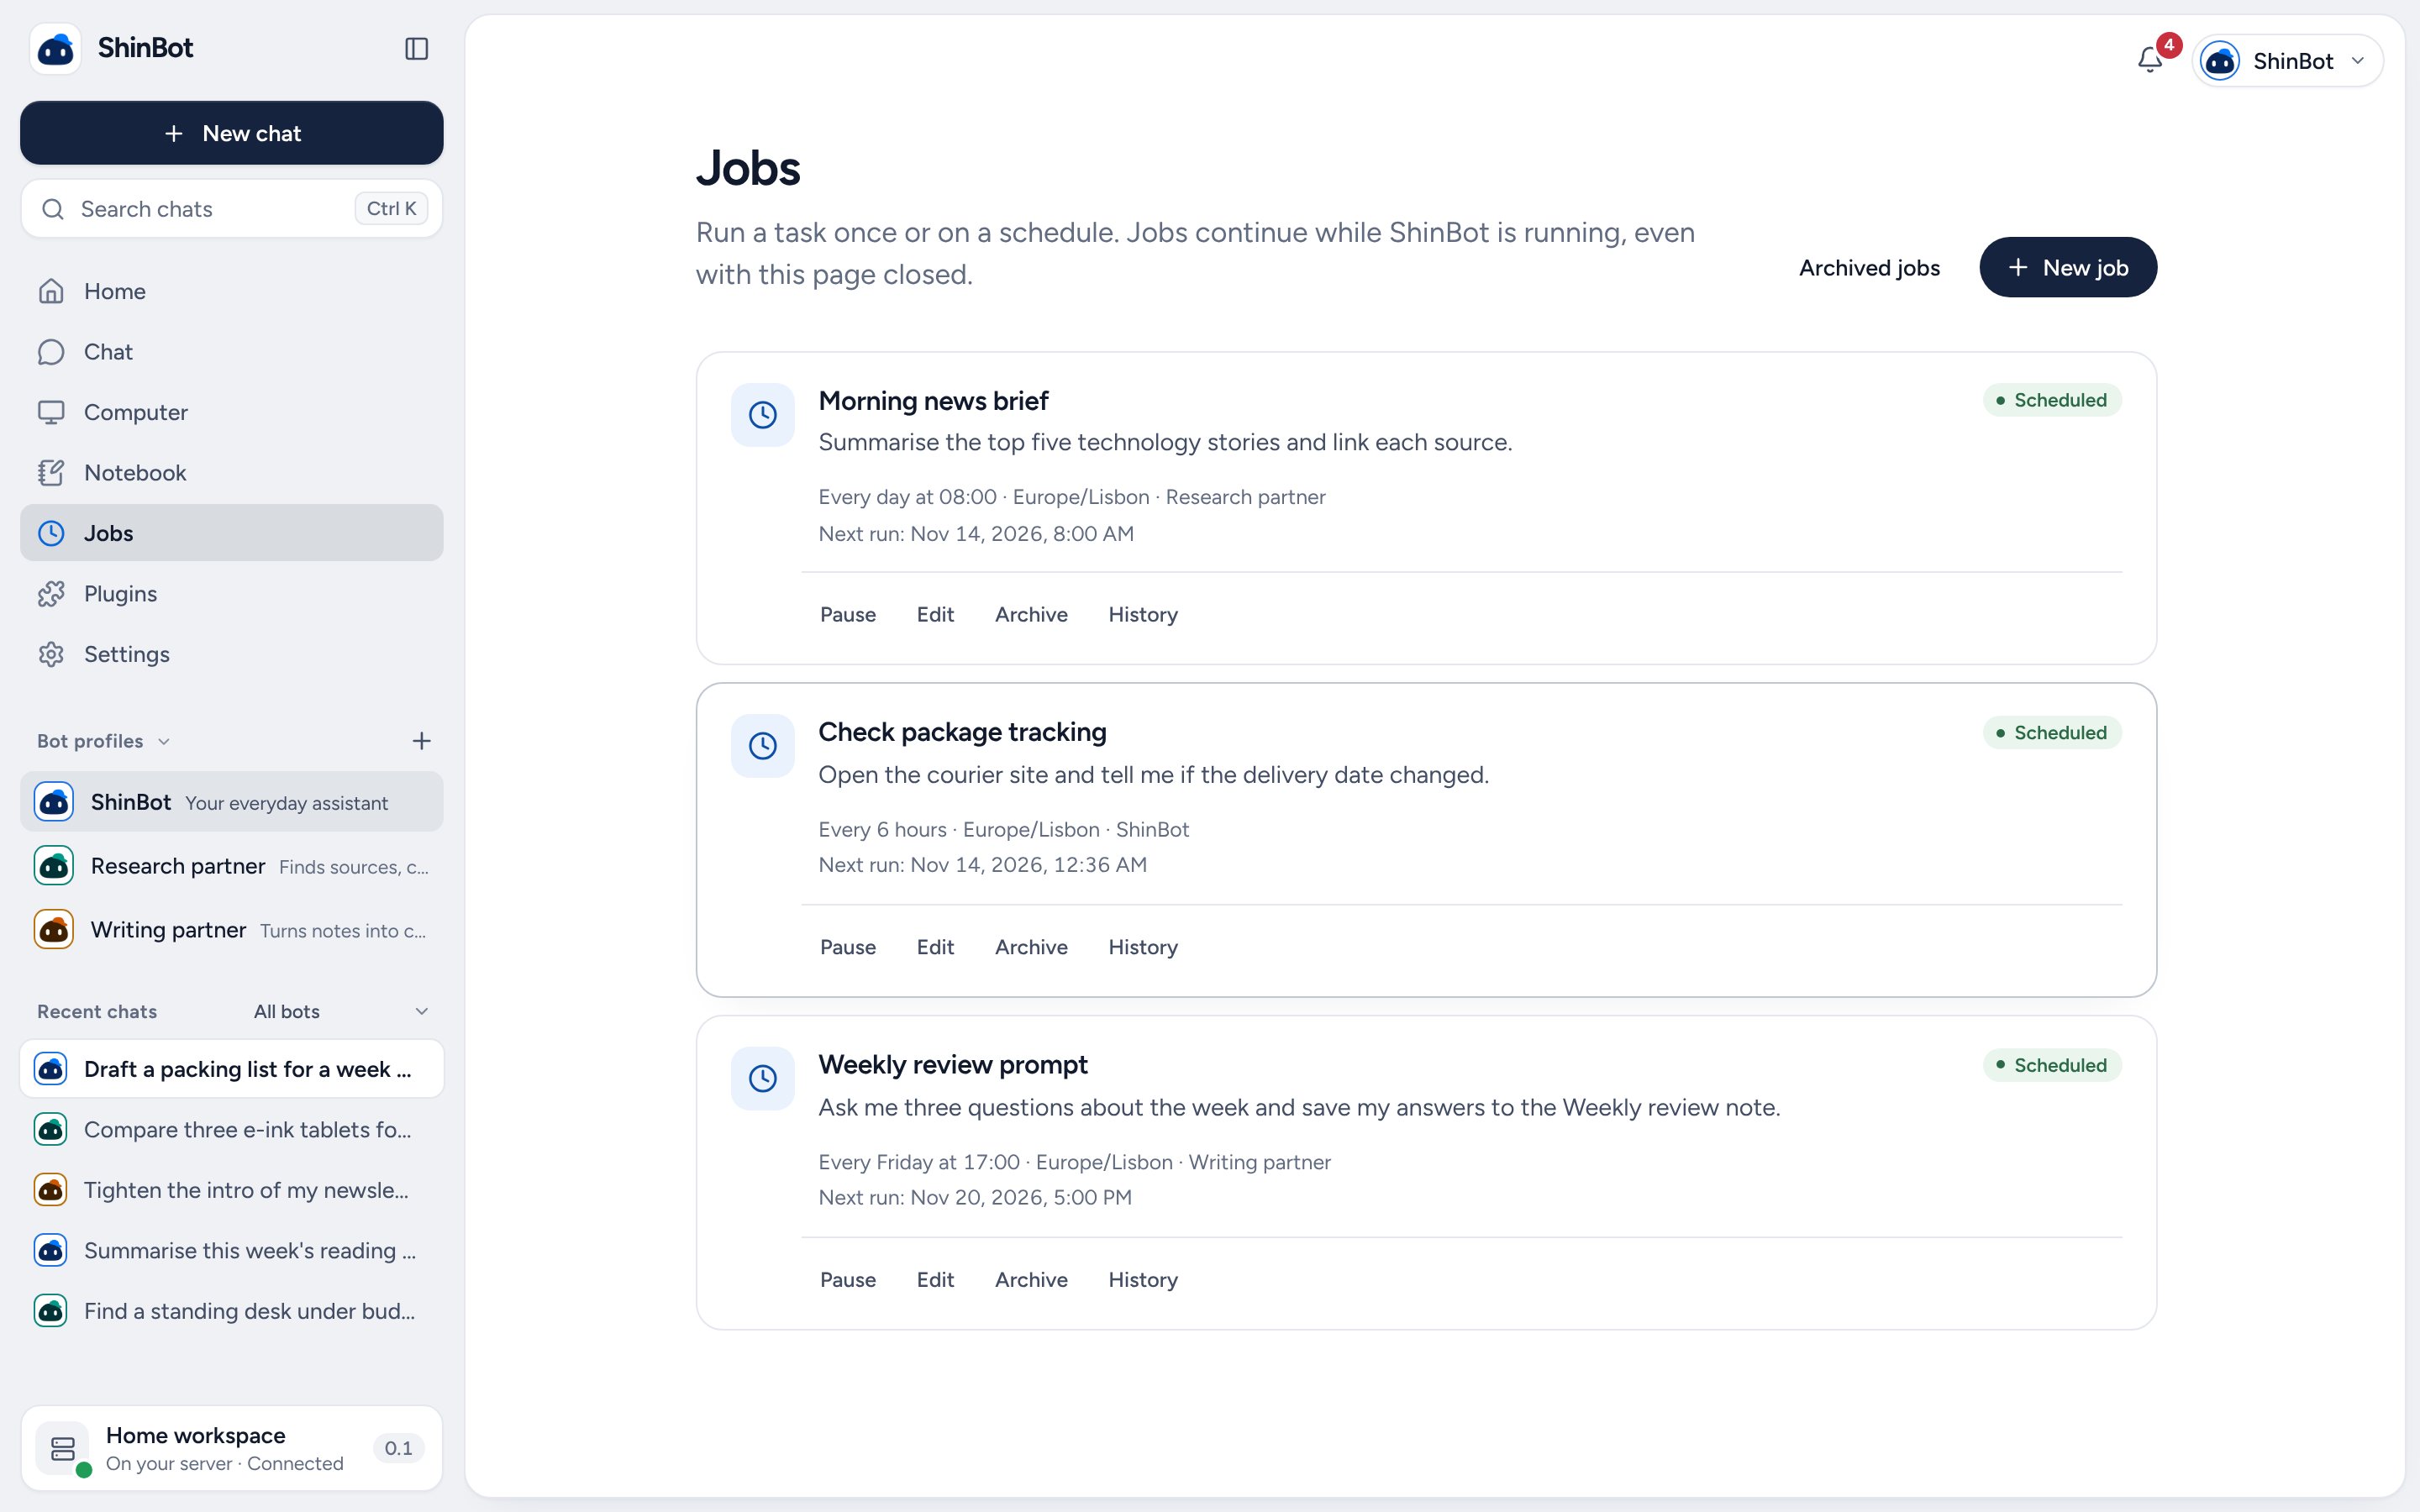 ShinBot
New chat
Search chats
Ctrl K
Home
Chat
Computer
Notebook
Jobs
Plugins
Settings
Bot profiles
ShinBot Your everyday assistant
Research partner Finds sources, c...
Writing partner Turns notes into c...
Recent chats
All bots
Draft a packing list for a week ...
Compare three e-ink tablets fo...
Tighten the intro of my newsle...
Summarise this week's reading ...
Find a standing desk under bud...
Home workspace
On your server · Connected
0.1
4
ShinBot
Jobs
Run a task once or on a schedule. Jobs continue while ShinBot is running, even
with this page closed.
Archived jobs
New job
Morning news brief
Scheduled
Summarise the top five technology stories and link each source.
Every day at 08:00 · Europe/Lisbon · Research partner
Next run: Nov 14, 2026, 8:00 AM
Pause Edit Archive History
Check package tracking
Scheduled
Open the courier site and tell me if the delivery date changed.
Every 6 hours · Europe/Lisbon · ShinBot
Next run: Nov 14, 2026, 12:36 AM
Pause Edit Archive History
Weekly review prompt
Scheduled
Ask me three questions about the week and save my answers to the Weekly review note.
Every Friday at 17:00 · Europe/Lisbon · Writing partner
Next run: Nov 20, 2026, 5:00 PM
Pause Edit Archive History